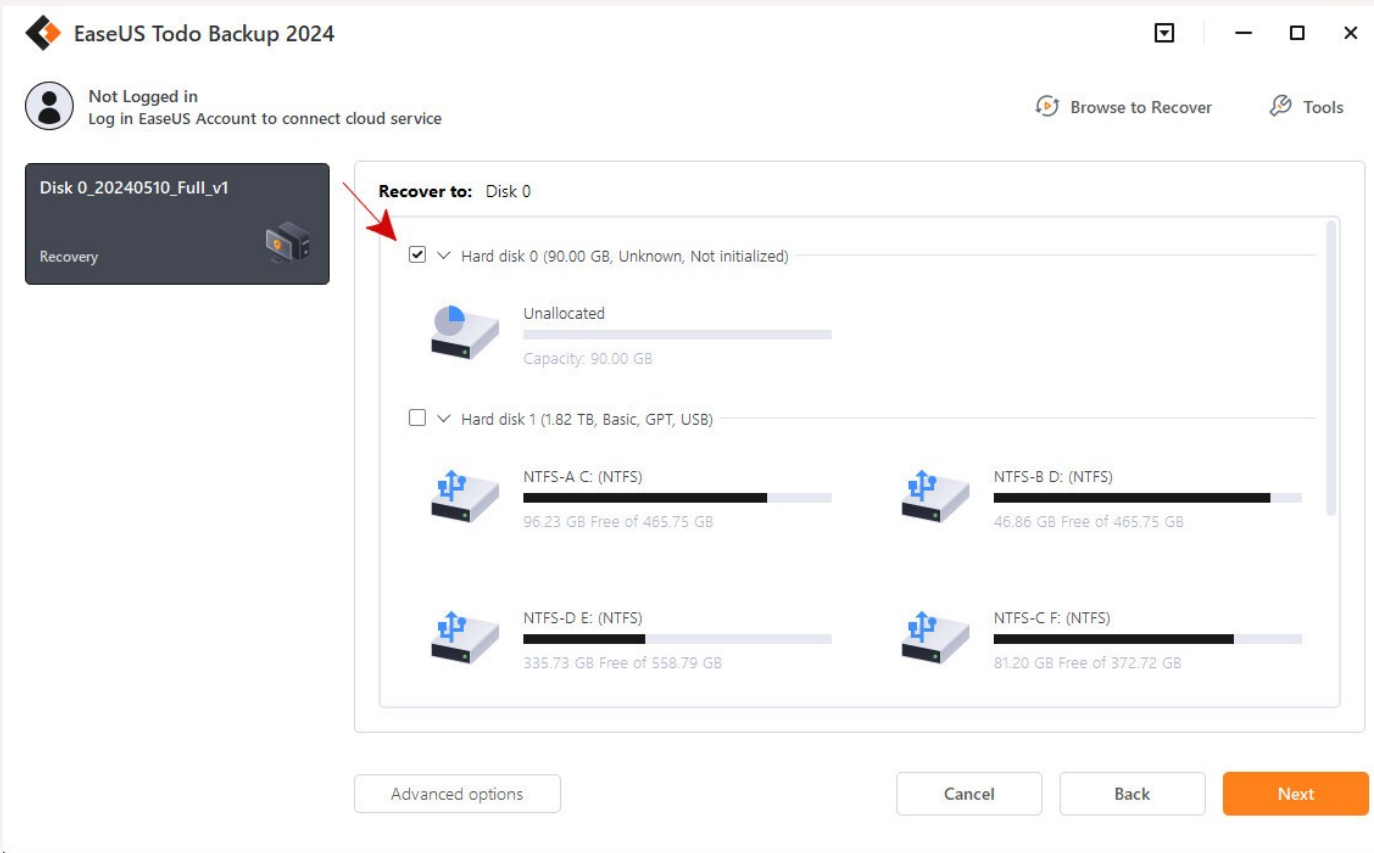 EaseUS Todo Backup 2024
Not Logged in
Log in EaseUS Account to connect cloud service
Browse to Recover
Tools
Disk 0_20240510_Full_v1
Recovery
Recover to: Disk 0
Hard disk 0 (90.00 GB, Unknown, Not initialized)
Unallocated
Capacity: 90.00 GB
Hard disk 1 (1.82 TB, Basic, GPT, USB)
NTFS-A C: (NTFS)
96.23 GB Free of 465.75 GB
NTFS-B D: (NTFS)
46.86 GB Free of 465.75 GB
NTFS-D E: (NTFS)
335.73 GB Free of 558.79 GB
NTFS-C F: (NTFS)
81.20 GB Free of 372.72 GB
Advanced options
Cancel
Back
Next